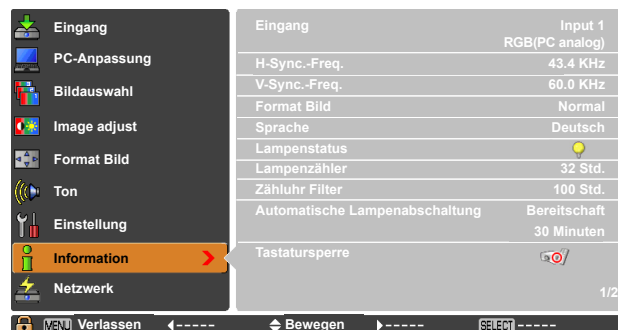 Eingang
PC-Anpassung
Bildauswahl
Image adjust
Format Bild
Ton
Einstellung
Information
Netzwerk
Eingang Input 1
RGB(PC analog)
H-Sync.-Freq. 43.4 KHz
V-Sync.-Freq. 60.0 KHz
Format Bild Normal
Sprache Deutsch
Lampenstatus
Lampenzähler 32 Std.
Zähluhr Filter 100 Std.
Automatische Lampenabschaltung Bereitschaft
30 Minuten
Tastatursperre
1/2
MENU Verlassen ----- Bewegen ----- SELECT -----